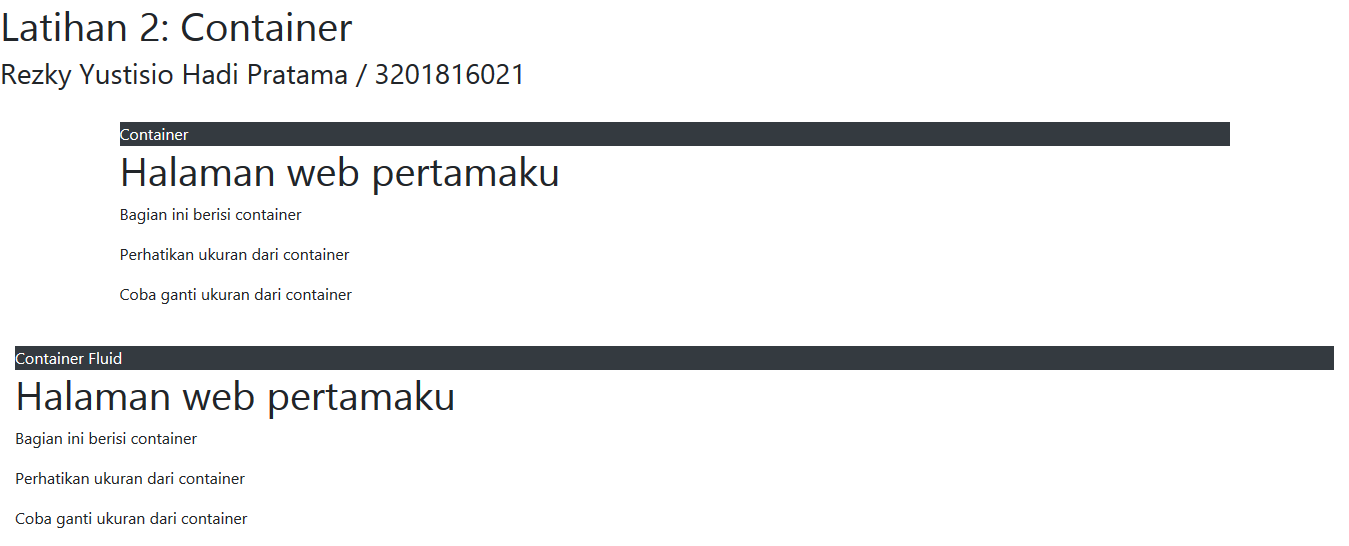 Latihan 2: Container
Rezky Yustisio Hadi Pratama / 3201816021
Container
Halaman web pertamaku
Bagian ini berisi container
Perhatikan ukuran dari container
Coba ganti ukuran dari container
Container Fluid
Halaman web pertamaku
Bagian ini berisi container
Perhatikan ukuran dari container
Coba ganti ukuran dari container